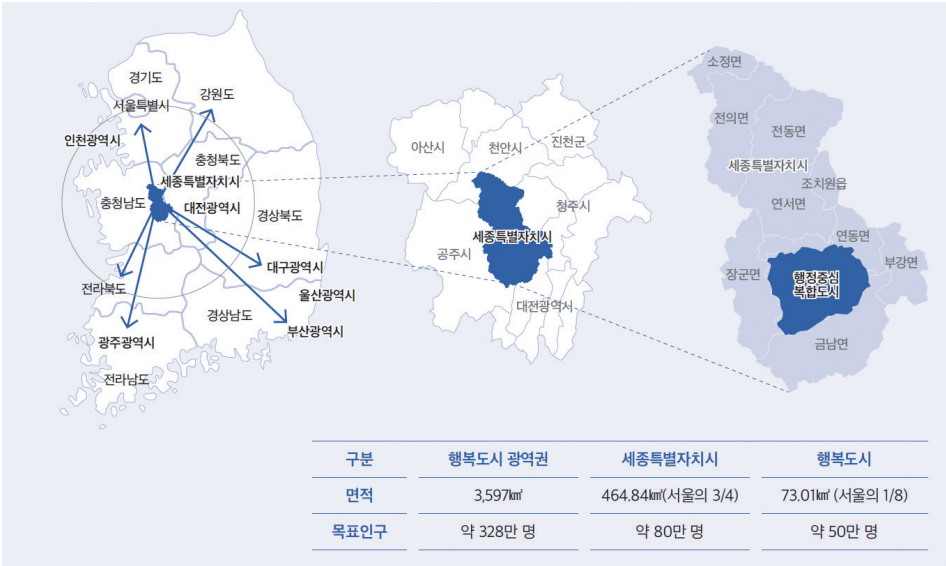 경기도
서울특별시
강원도
인천광역시
충청북도
세종특별자치시
충청남도
대전광역시
경상북도
대구광역시
전라북도
울산광역시
경상남도
부산광역시
광주광역시
전라남도
아산시
천안시
진천군
청주시
세종특별자치시
공주시
대전광역시
소정면
전의면
전동면
세종특별자치시
조치원읍
연서면
연동면
부강면
장군면
행정중심
복합도시
금남면
구분 행복도시 광역권 세종특별자치시 행복도시
면적 3,597㎢ 464.84㎢(서울의 3/4) 73.01㎢ (서울의 1/8)
목표인구 약 328만 명 약 80만 명 약 50만 명